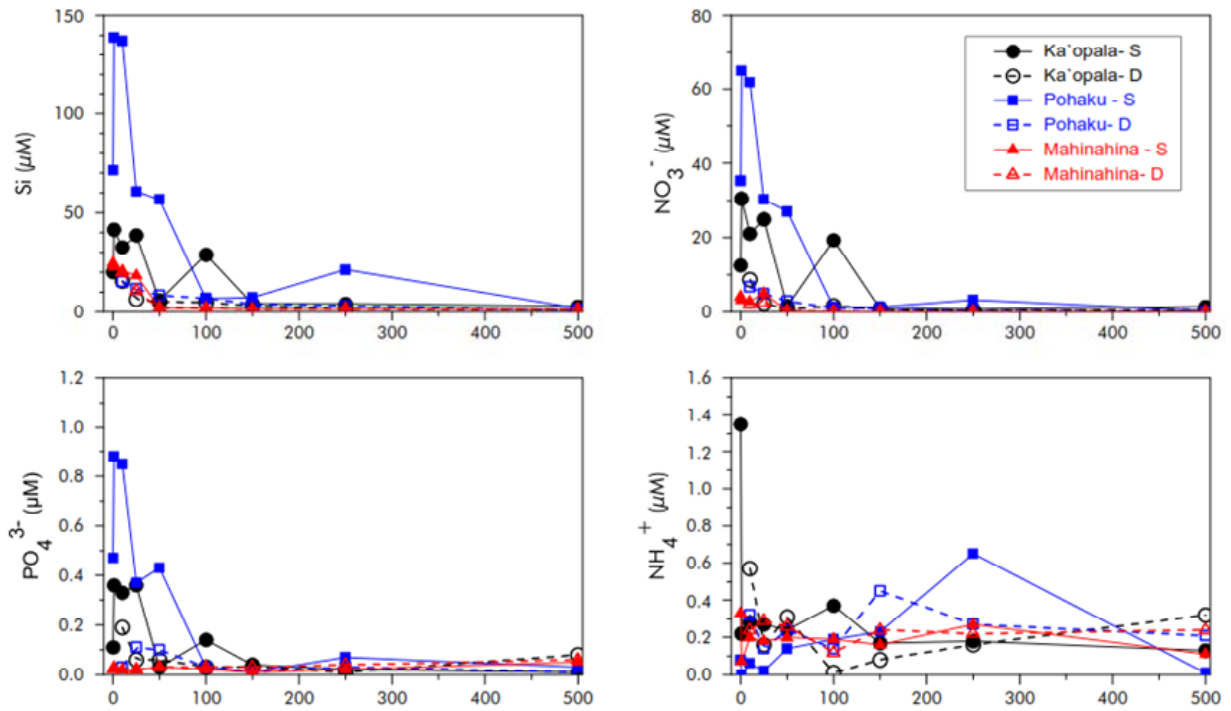 150
100
50
0
Si (µM)
0 100 200 300 400 500
80
60
40
20
0
NO3- (µM)
0 100 200 300 400 500
Ka`opala- S
Ka`opala- D
Pohaku - S
Pohaku- D
Mahinahina - S
Mahinahina- D
1.2
1.0
0.8
0.6
0.4
0.2
0.0
PO43- (µM)
0 100 200 300 400 500
1.6
1.4
1.2
1.0
0.8
0.6
0.4
0.2
0.0
NH4+ (µM)
0 100 200 300 400 500